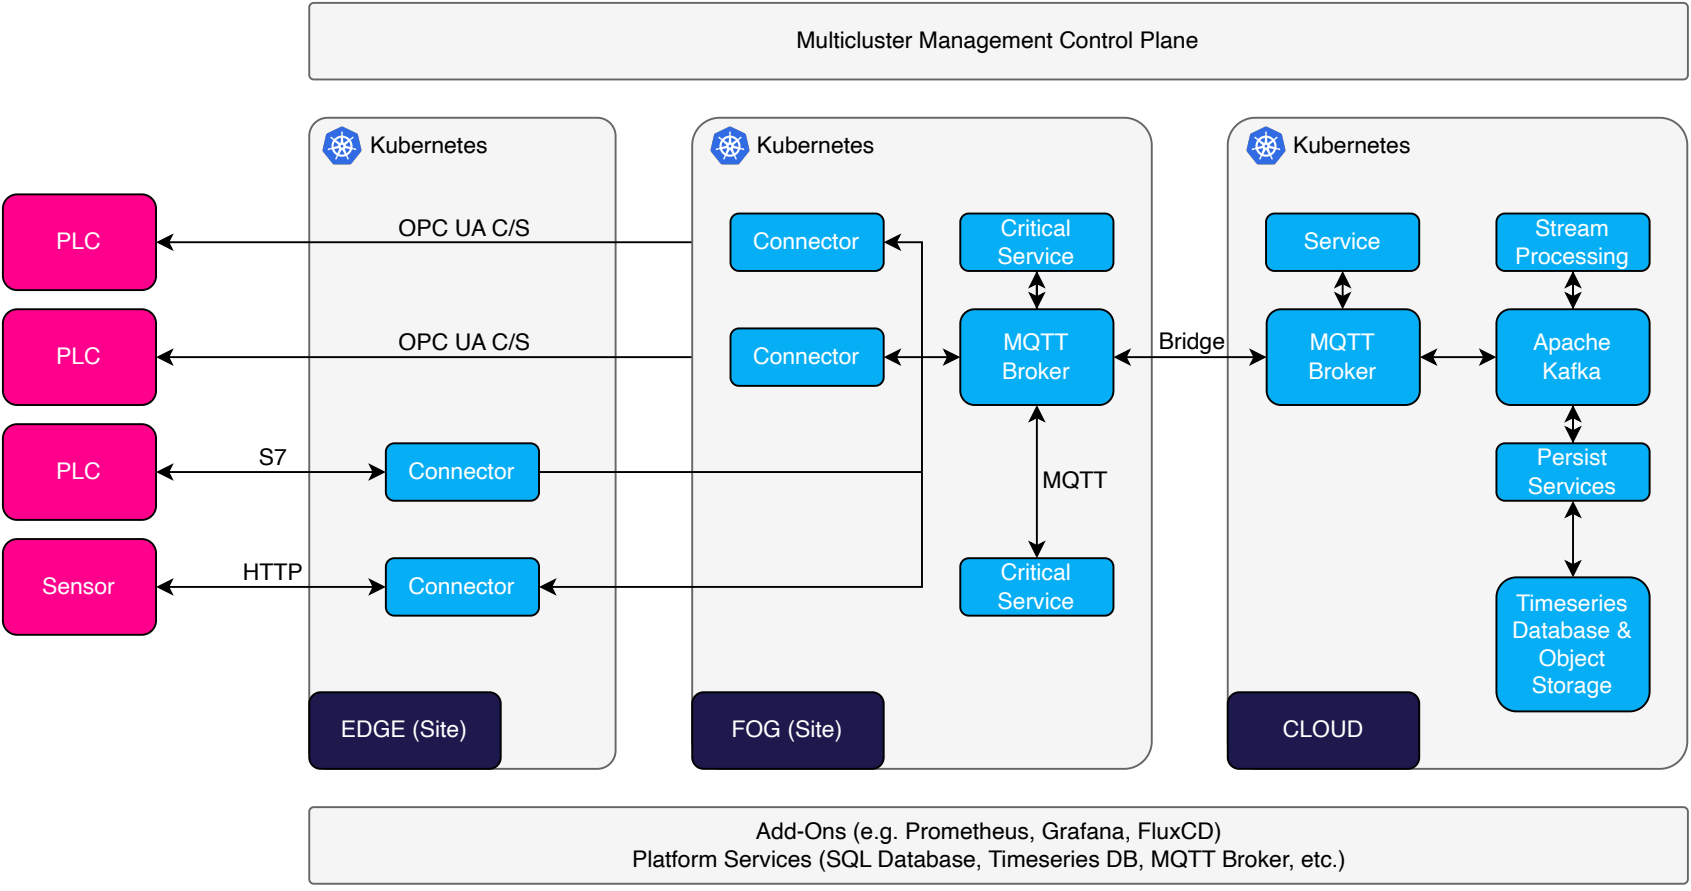 Multicluster Management Control Plane
Kubernetes
Kubernetes
Kubernetes
PLC
OPC UA C/S
Connector
Critical
Service
Service
Stream
Processing
PLC
OPC UA C/S
Connector
MQTT
Broker
Bridge
MQTT
Broker
Apache
Kafka
PLC
S7
Connector
MQTT
Persist
Services
Sensor
HTTP
Connector
Critical
Service
Timeseries
Database &
Object
Storage
EDGE (Site)
FOG (Site)
CLOUD
Add-Ons (e.g. Prometheus, Grafana, FluxCD)
Platform Services (SQL Database, Timeseries DB, MQTT Broker, etc.)